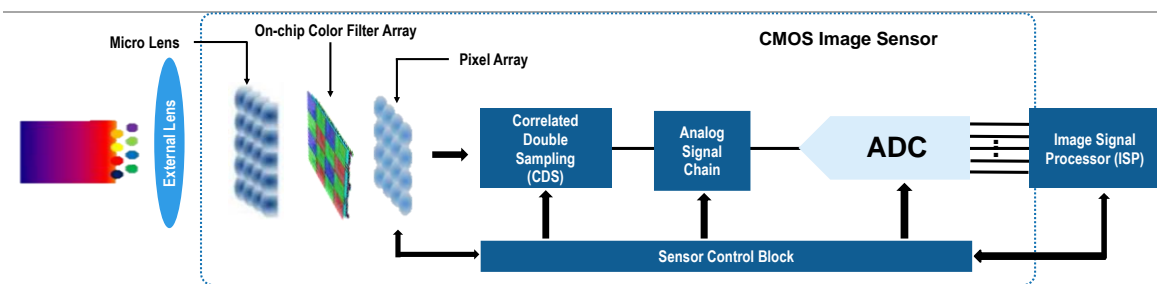 On-chip Color Filter Array
CMOS Image Sensor
Micro Lens
Pixel Array
External Lens
Correlated
Double
Sampling
(CDS)
Analog
Signal
Chain
ADC
Image Signal
Processor (ISP)
Sensor Control Block